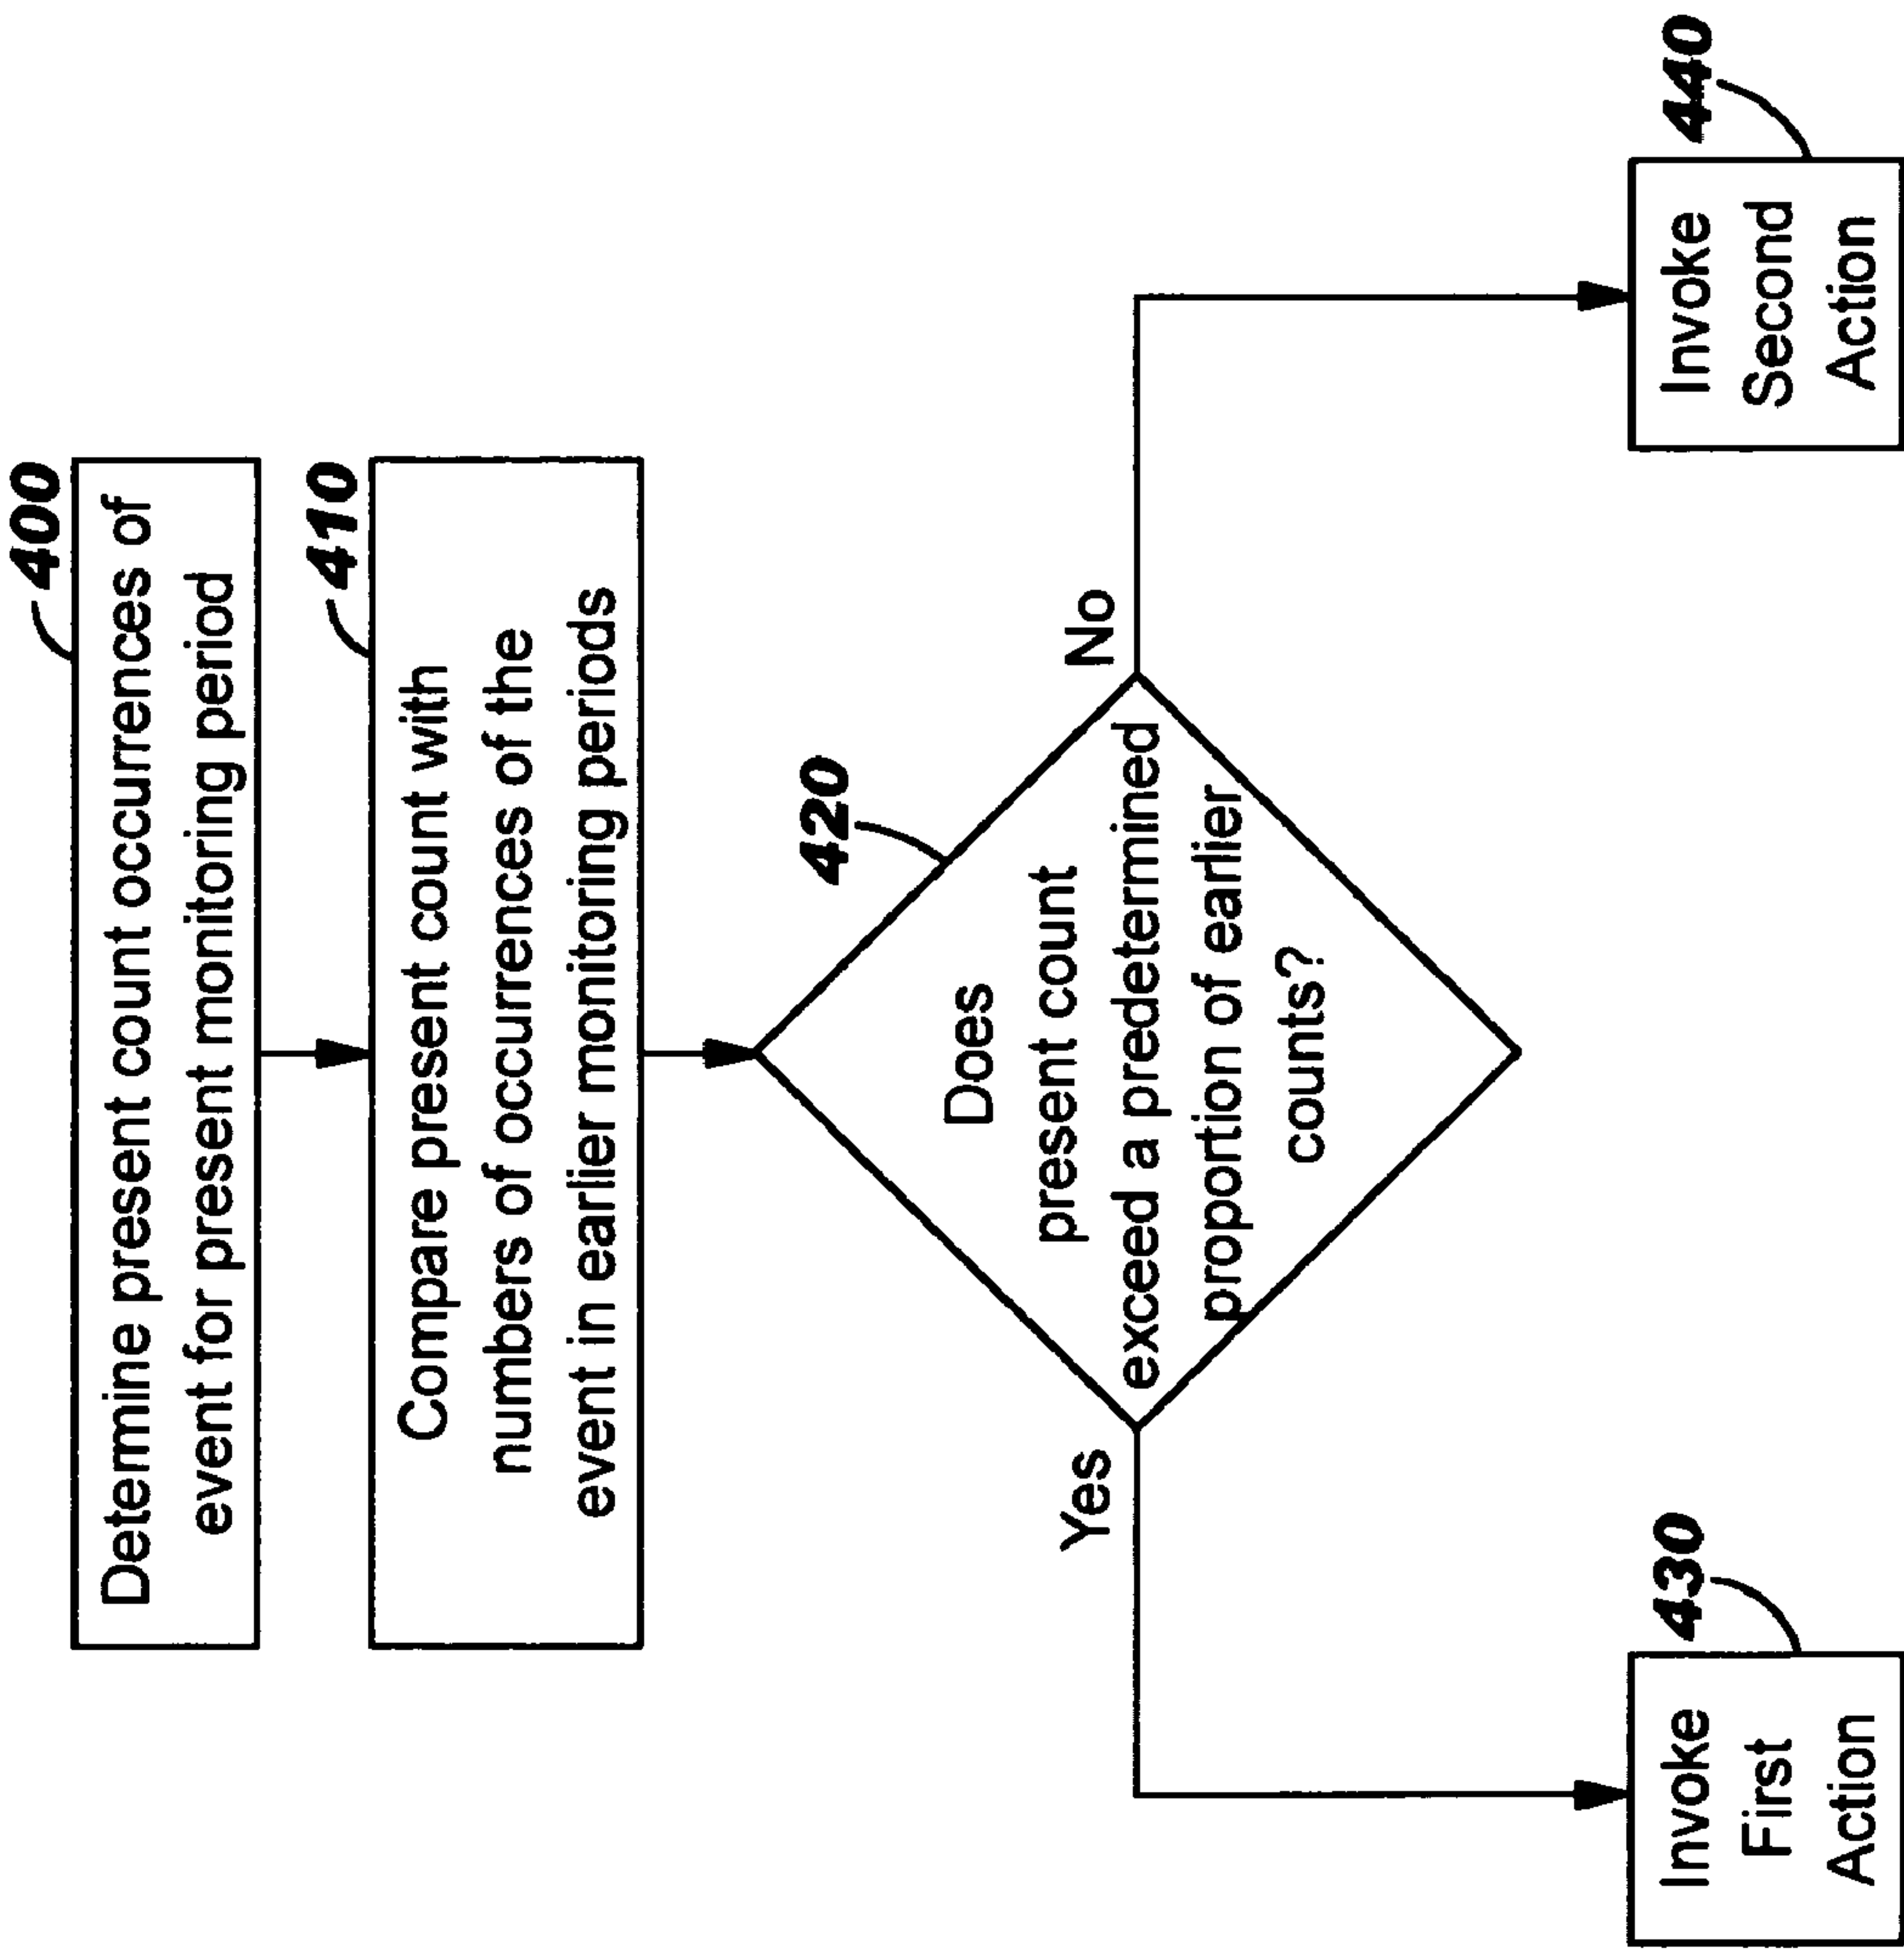 400
Determine present count occurrences of
event for present monitoring period
410
Compare present count with
numbers of occurrences of the
event in earlier monitoring periods
420
Does
present count
exceed a predetermined
proportion of earlier
counts?
Yes
No
430
Invoke
First
Action
440
Invoke
Second
Action